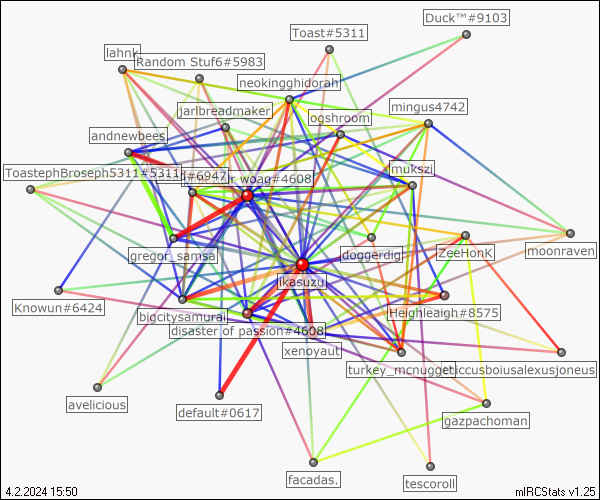 Duck™#9103
Toast#5311
lahnk
Random Stuf6#5983
neokingghidorah
mingus4742
jarlbreadmaker
ogshroom
andnewbees
mukszi
ToastephBroseph5311#5311
#6947
woag#4608
gregor_samsa
doggerdig
ZeeHonK
moonraven
ikasuzu
Knowun#6424
bigcitysamurai
Heighleaigh#8575
disaster of passion#4608
xenoyaut
turkey_mcnugget
eticcusboiusalexusjoneus
avelicious
default#0617
gazpachoman
facadas.
tescoroll
4.2.2024 15:50
mIRCStats v1.25